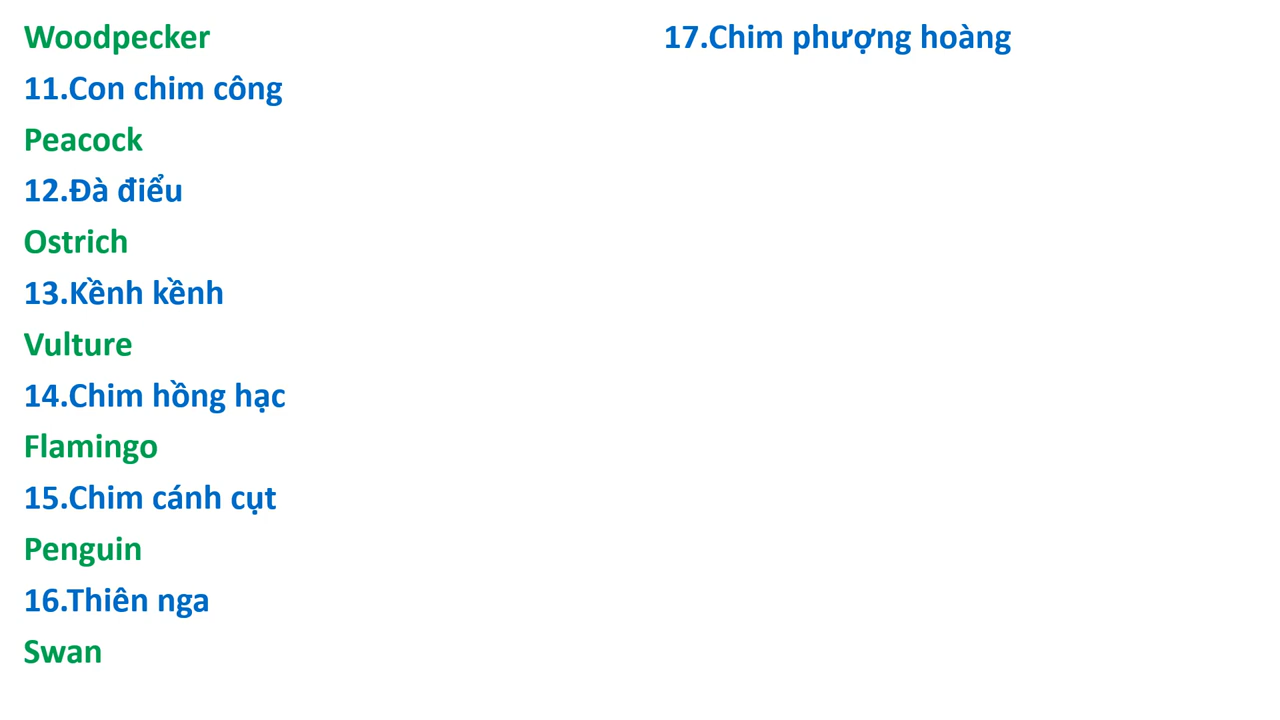 Woodpecker
11.Con chim công
Peacock
12.Đà điểu
Ostrich
13.Kềnh kềnh
Vulture
14.Chim hồng hạc
Flamingo
15.Chim cánh cụt
Penguin
16.Thiên nga
Swan
17.Chim phượng hoàng